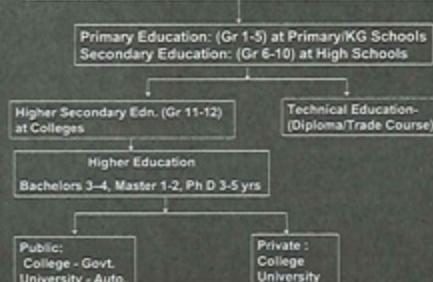 Primary Education: (Gr 1-5) at Primary/KG Schools
Secondary Education: (Gr 6-10) at High Schools
Higher Secondary Edn. (Gr 11-12)
at Colleges
Technical Education-
(Diploma/Trade Course)
Higher Education
Bachelors 3–4, Master 1-2, Ph D 3-5 yrs
Public:
College - Govt.
University - Auto.
Private :
College
University